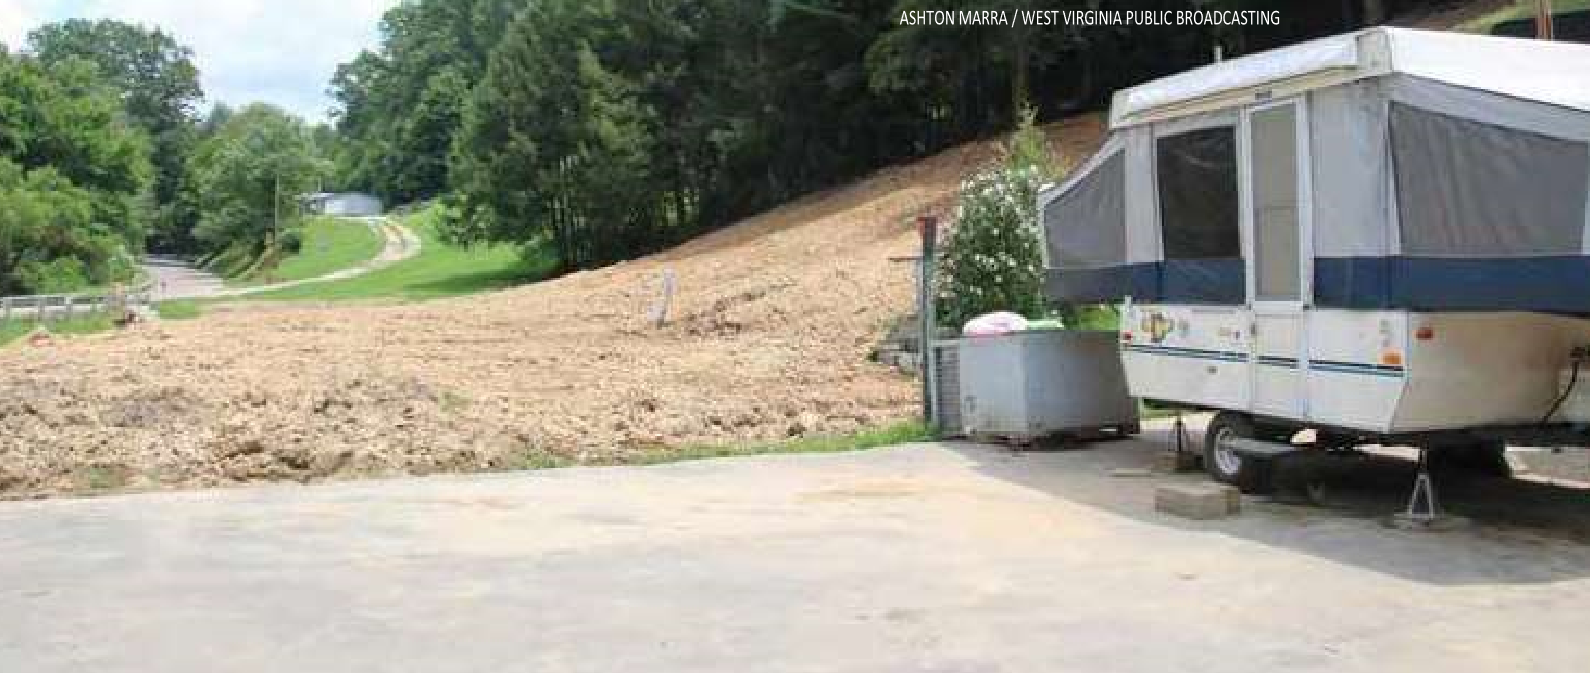 ASHTON MARRA / WEST VIRGINIA PUBLIC BROADCASTING